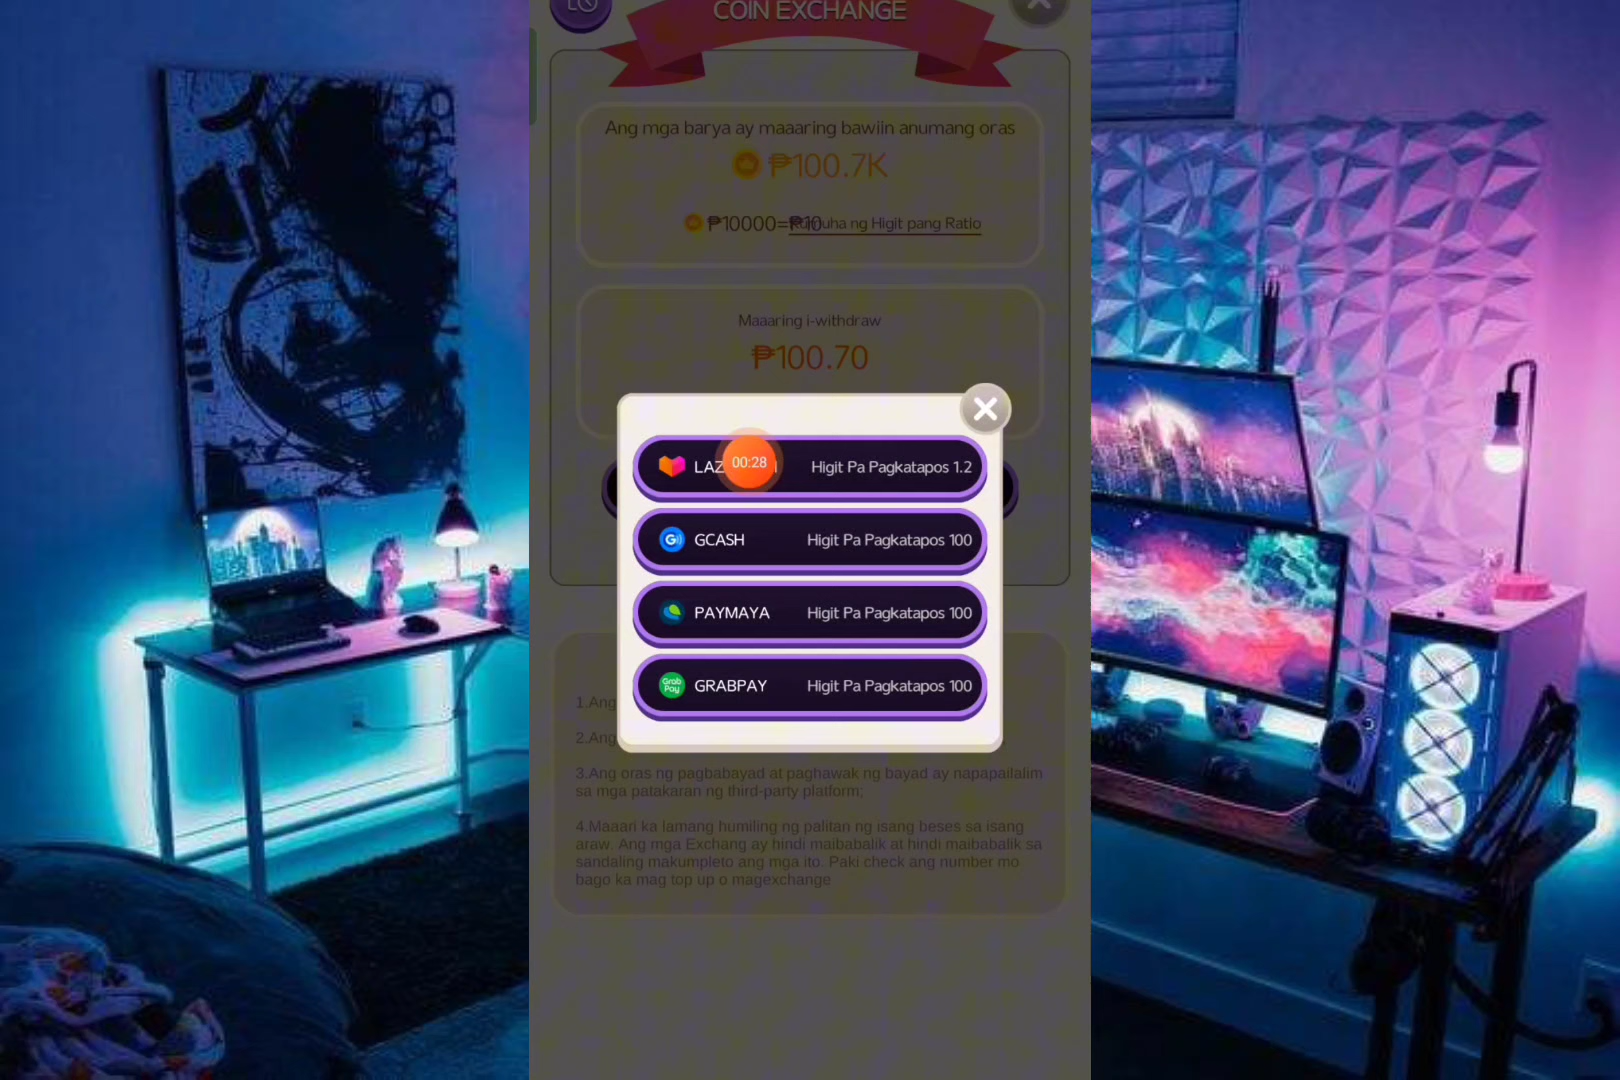 COIN EXCHANGE
Ang mga barya ay maaaring bawiin anumang oras
₱100.7K
₱10000=₱10 ng Higit pang Ratio
Maaaring i-withdraw
₱100.70
00:28
Higit Pa Pagkatapos 1.2
GCASH Higit Pa Pagkatapos 100
PAYMAYA Higit Pa Pagkatapos 100
Grab
Pay
GRABPAY Higit Pa Pagkatapos 100
1.Ang
2.Ang
3.Ang oras ng pagbabayad at paghawak ng bayad ay napapailalim
sa mga patakaran ng third-party platform;
4.Maaari ka lamang humiling ng palitan ng isang beses sa isang
araw. Ang mga Exchang ay hindi maibabalik at hindi maibabalik sa
sandaling makumpleto ang mga ito. Paki check ang number mo
bago ka mag top up o magexchange